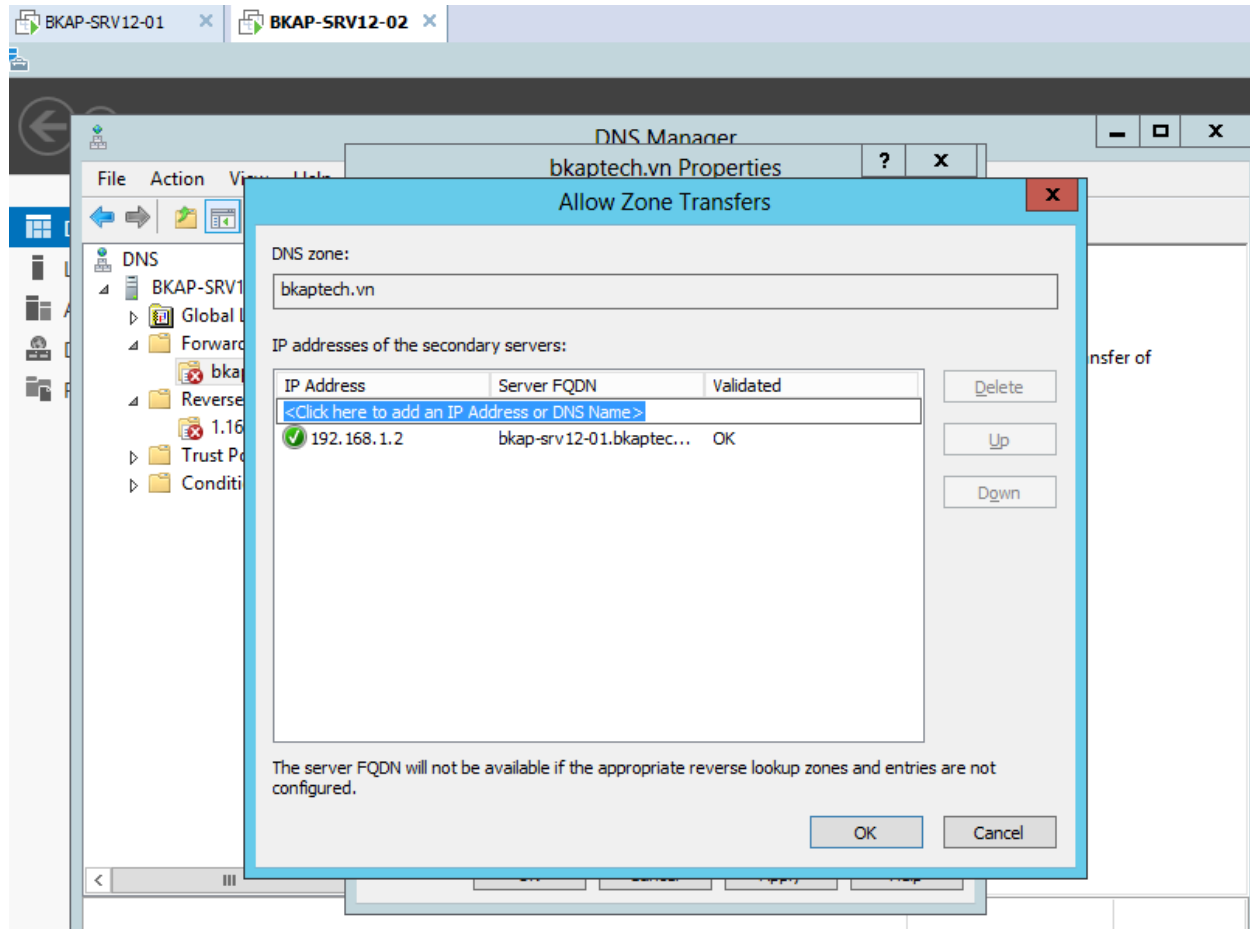 BKAP-SRV12-01
BKAP-SRV12-02
DNS Manager
bkaptech.vn Properties
Allow Zone Transfers
File Action
DNS
BKAP-SRV1
Global L
Forward
bkap
Reverse
1.16
Trust Po
Conditi
DNS zone:
bkaptech.vn
IP addresses of the secondary servers:
IP Address Server FQDN Validated
<Click here to add an IP Address or DNS Name>
192.168.1.2 bkap-srv12-01.bkaptec... OK
Delete
Up
Down
nsfer of
The server FQDN will not be available if the appropriate reverse lookup zones and entries are not
configured.
OK Cancel